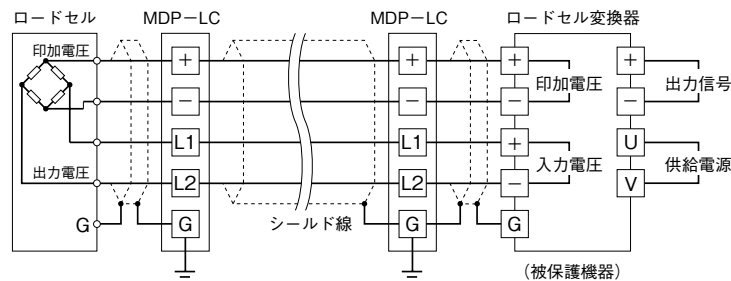 ロードセル MDP－LC MDP－LC ロードセル変換器
印加電圧 ＋ ＋ ＋ 印加電圧 ＋ 出力信号
－ － － －
L1 L1 ＋ 入力電圧 U 供給電源
出力電圧 L2 L2 － V
G G シールド線 G G
（被保護機器）